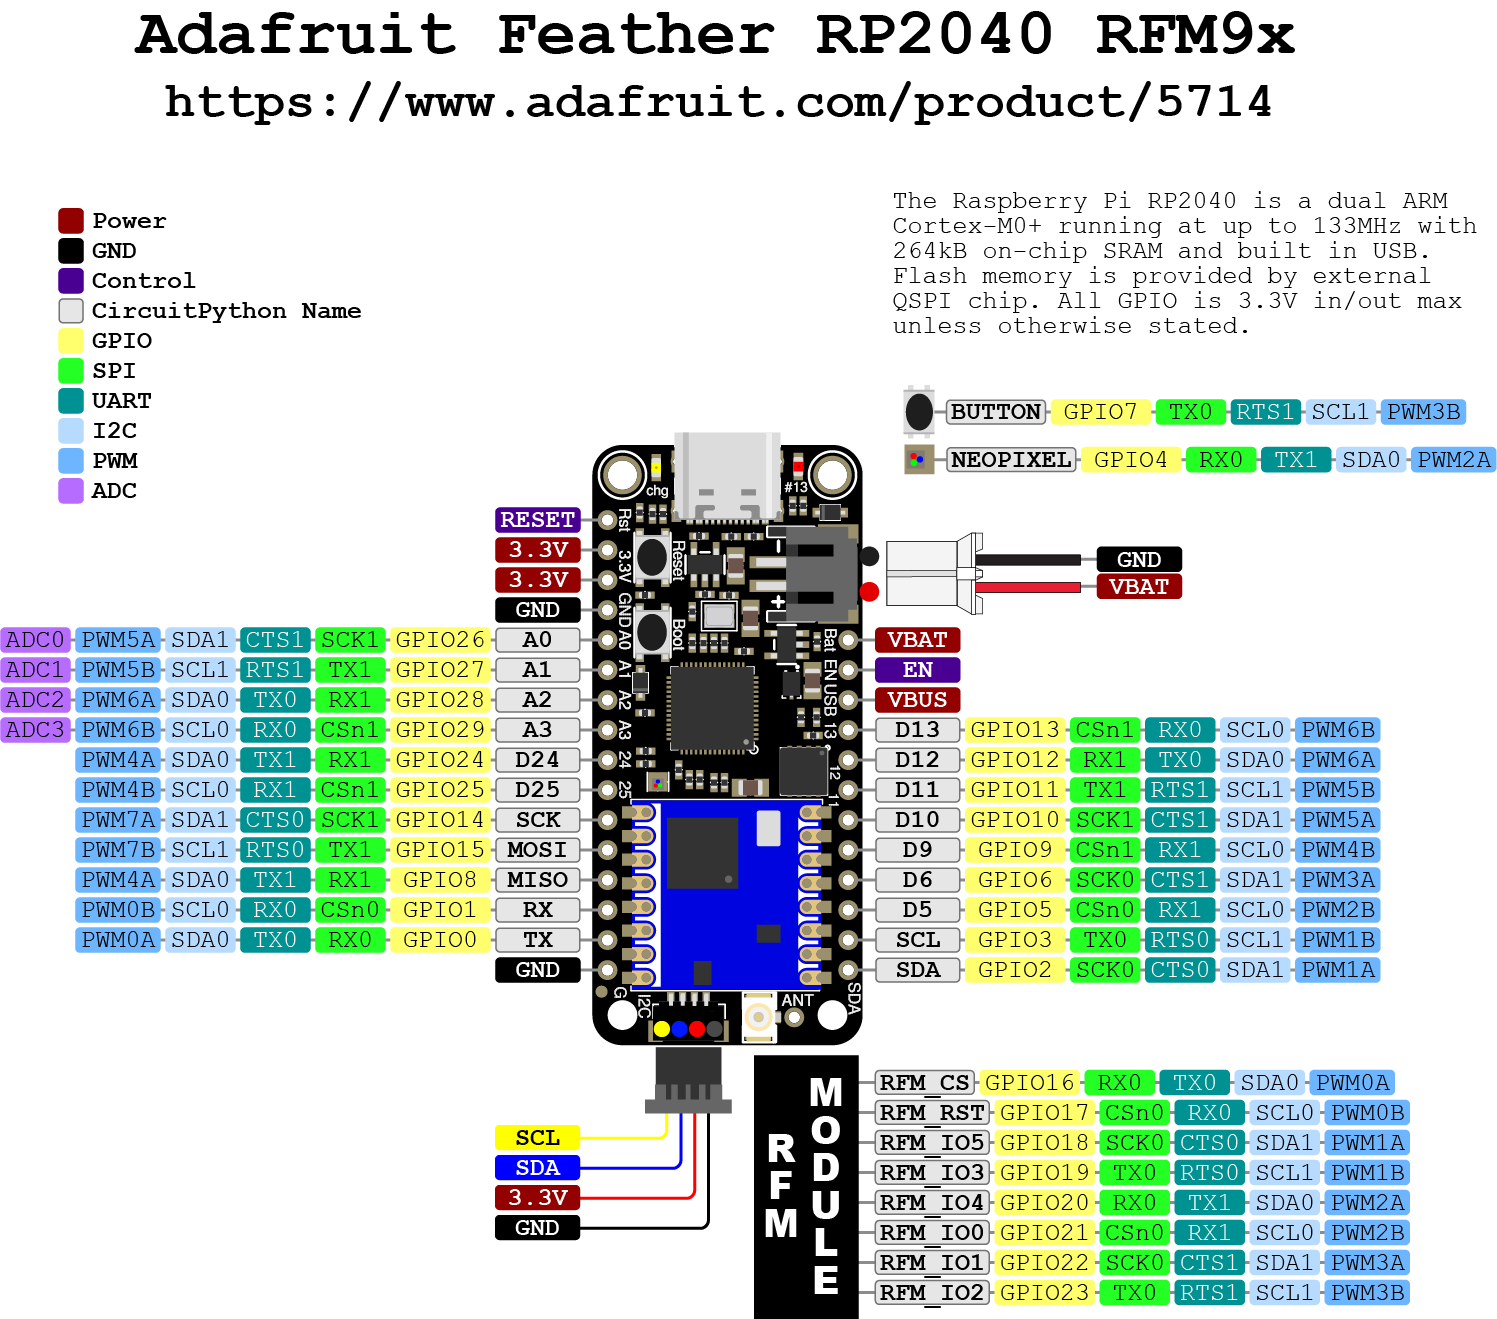 Adafruit Feather RP2040 RFM9x
https://www.adafruit.com/product/5714
The Raspberry Pi RP2040 is a dual ARM
Cortex-M0+ running at up to 133MHz with
264kB on-chip SRAM and built in USB.
Flash memory is provided by external
QSPI chip. All GPIO is 3.3V in/out max
unless otherwise stated.
Power
GND
Control
CircuitPython Name
GPIO
SPI
UART
I2C
PWM
ADC
BUTTON GPIO7 TX0 RTS1 SCL1 PWM3B
NEOPIXEL GPIO4 RX0 TX1 SDA0 PWM2A
GND
VBAT
RESET
3.3V
3.3V
GND
ADC0 PWM5A SDA1 CTS1 SCK1 GPIO26 A0
ADC1 PWM5B SCL1 RTS1 TX1 GPIO27 A1
ADC2 PWM6A SDA0 TX0 RX1 GPIO28 A2
ADC3 PWM6B SCL0 RX0 CSn1 GPIO29 A3
PWM4A SDA0 TX1 RX1 GPIO24 D24
PWM4B SCL0 RX1 CSn1 GPIO25 D25
PWM7A SDA1 CTS0 SCK1 GPIO14 SCK
PWM7B SCL1 RTS0 TX1 GPIO15 MOSI
PWM4A SDA0 TX1 RX1 GPIO8 MISO
PWM0B SCL0 RX0 CSn0 GPIO1 RX
PWM0A SDA0 TX0 RX0 GPIO0 TX
GND
chg
#13
Rst
3.3V
GND
A0
A1
A2
A3
24
25
Reset
Boot
-
+
Bat
EN
USB
13
12
11
G
I2C
ANT
SDA
VBAT
EN
VBUS
D13 GPIO13 CSn1 RX0 SCL0 PWM6B
D12 GPIO12 RX1 TX0 SDA0 PWM6A
D11 GPIO11 TX1 RTS1 SCL1 PWM5B
D10 GPIO10 SCK1 CTS1 SDA1 PWM5A
D9 GPIO9 CSn1 RX1 SCL0 PWM4B
D6 GPIO6 SCK0 CTS1 SDA1 PWM3A
D5 GPIO5 CSn0 RX1 SCL0 PWM2B
SCL GPIO3 TX0 RTS0 SCL1 PWM1B
SDA GPIO2 SCK0 CTS0 SDA1 PWM1A
SCL
SDA
3.3V
GND
RFM
MODULE
RFM_CS GPIO16 RX0 TX0 SDA0 PWM0A
RFM_RST GPIO17 CSn0 RX0 SCL0 PWM0B
RFM_IO5 GPIO18 SCK0 CTS0 SDA1 PWM1A
RFM_IO3 GPIO19 TX0 RTS0 SCL1 PWM1B
RFM_IO4 GPIO20 RX0 TX1 SDA0 PWM2A
RFM_IO0 GPIO21 CSn0 RX1 SCL0 PWM2B
RFM_IO1 GPIO22 SCK0 CTS1 SDA1 PWM3A
RFM_IO2 GPIO23 TX0 RTS1 SCL1 PWM3B